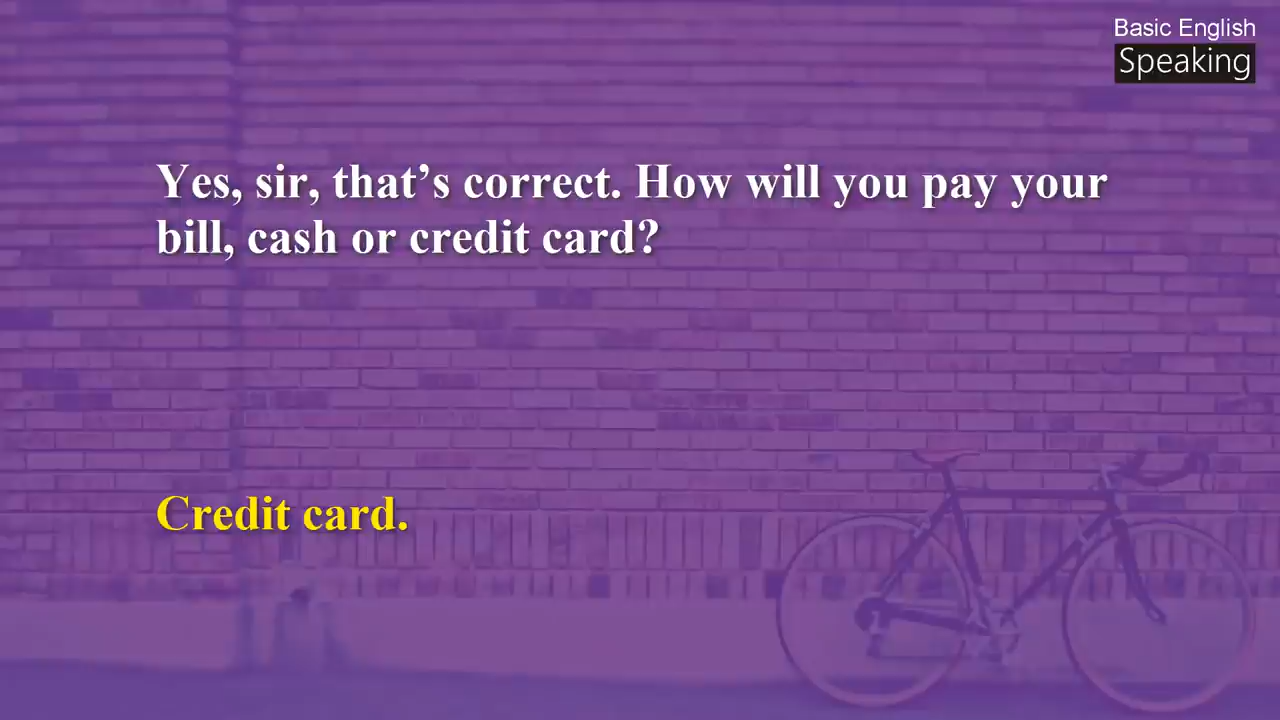 Basic English
Speaking
Yes, sir, that’s correct. How will you pay your
bill, cash or credit card?
Credit card.